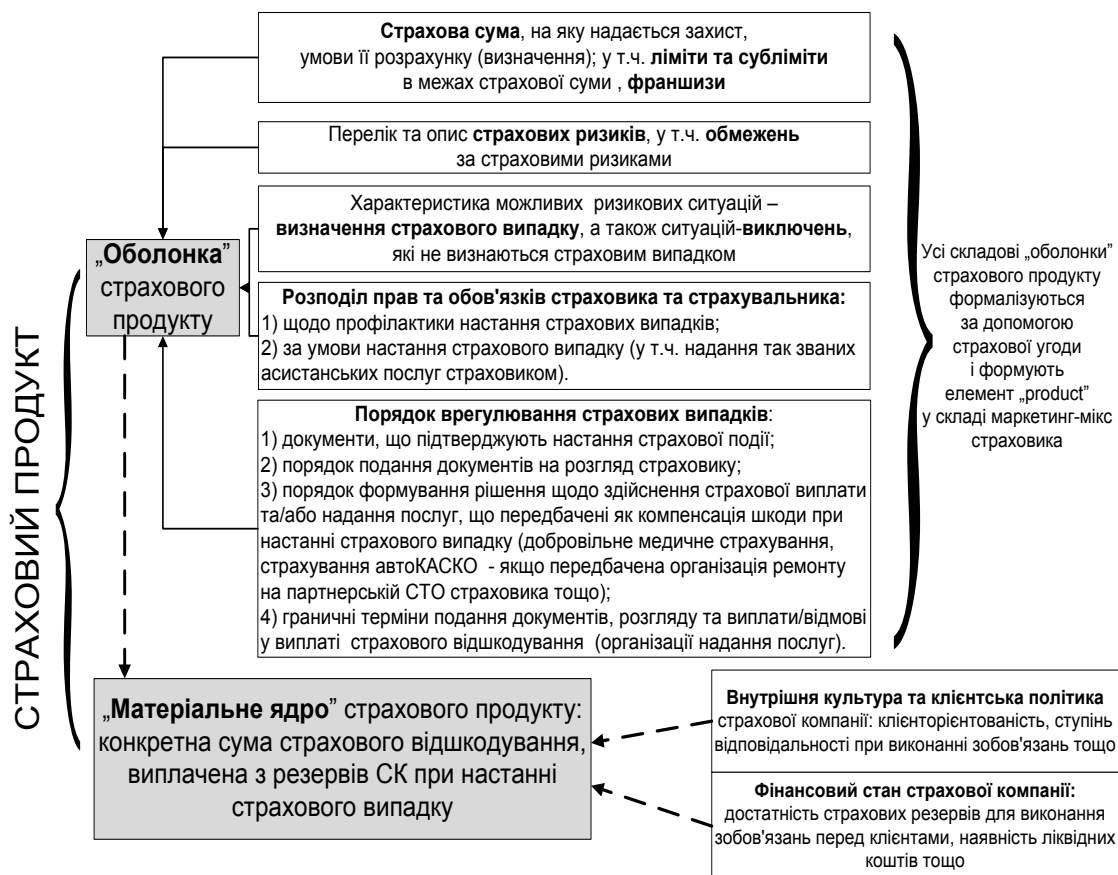 СТРАХОВИЙ ПРОДУКТ
Страхова сума, на яку надається захист,
умови її розрахунку (визначення); у т.ч. ліміти та субліміти
в межах страхової суми , франшизи
Перелік та опис страхових ризиків, у т.ч. обмежень
за страховими ризиками
Характеристика можливих ризикових ситуацій –
визначення страхового випадку, а також ситуацій-виключень,
які не визнаються страховим випадком
„Оболонка”
страхового
продукту
Розподіл прав та обов'язків страховика та страхувальника:
1) щодо профілактики настання страхових випадків;
2) за умови настання страхового випадку (у т.ч. надання так званих
асистанських послуг страховиком).
Порядок врегулювання страхових випадків:
1) документи, що підтверджують настання страхової події;
2) порядок подання документів на розгляд страховику;
3) порядок формування рішення щодо здійснення страхової виплати
та/або надання послуг, що передбачені як компенсація шкоди при
настанні страхового випадку (добровільне медичне страхування,
страхування автоКАСКО - якщо передбачена організація ремонту
на партнерській СТО страховика тощо);
4) граничні терміни подання документів, розгляду та виплати/відмові
у виплаті страхового відшкодування (організації надання послуг).
Усі складові „оболонки”
страхового продукту
формалізуються
за допомогою
страхової угоди
і формують
елемент „product”
у складі маркетинг-мікс
страховика
„Матеріальне ядро” страхового продукту:
конкретна сума страхового відшкодування,
виплачена з резервів СК при настанні
страхового випадку
Внутрішня культура та клієнтська політика
страхової компанії: клієнторієнтованість, ступінь
відповідальності при виконанні зобов'язань тощо
Фінансовий стан страхової компанії:
достатність страхових резервів для виконання
зобов'язань перед клієнтами, наявність ліквідних
коштів тощо